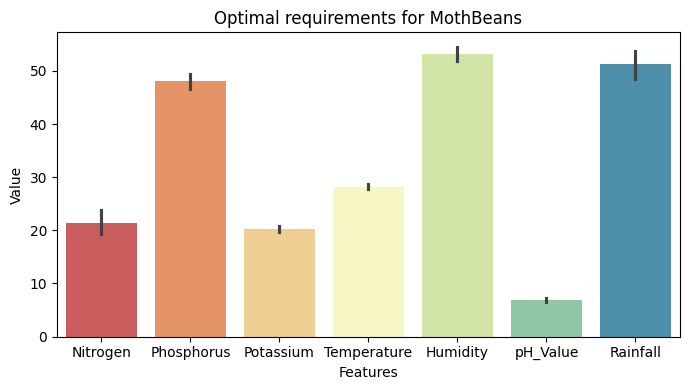 Optimal requirements for MothBeans
Value
50
40
30
20
10
0
Nitrogen Phosphorus Potassium Temperature Humidity pH_Value Rainfall
Features